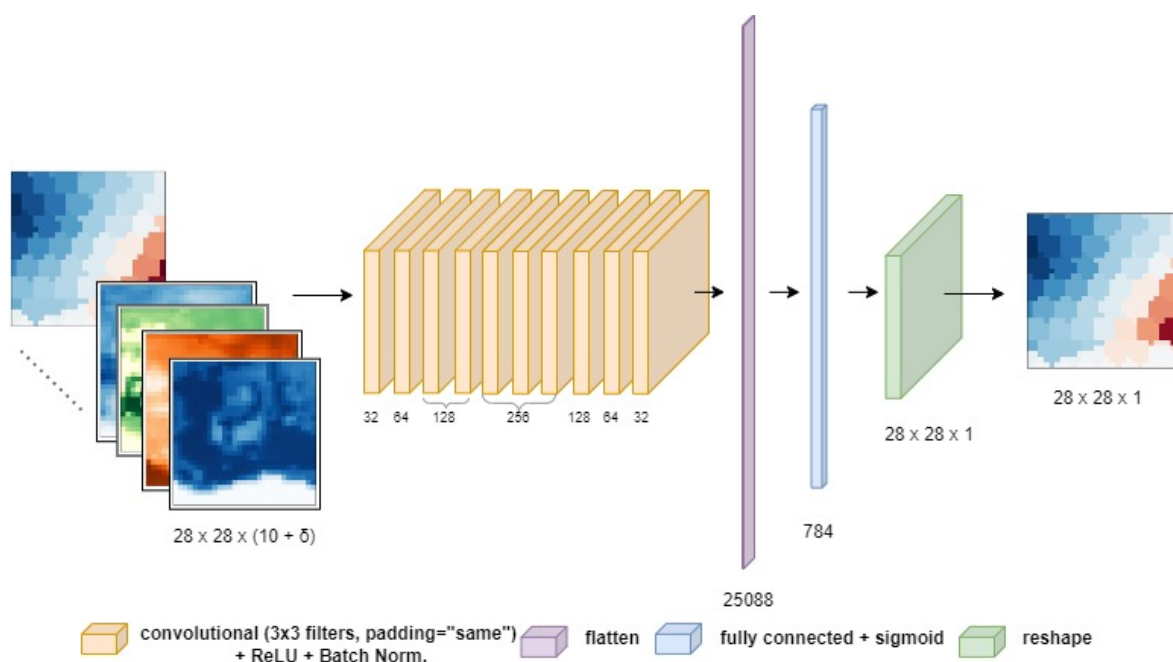 32
64
128
256
128
64
32
28 x 28 x (10 + δ)
25088
784
28 x 28 x 1
28 x 28 x 1
convolutional (3x3 filters, padding="same")
+ ReLU + Batch Norm.
flatten
fully connected + sigmoid
reshape